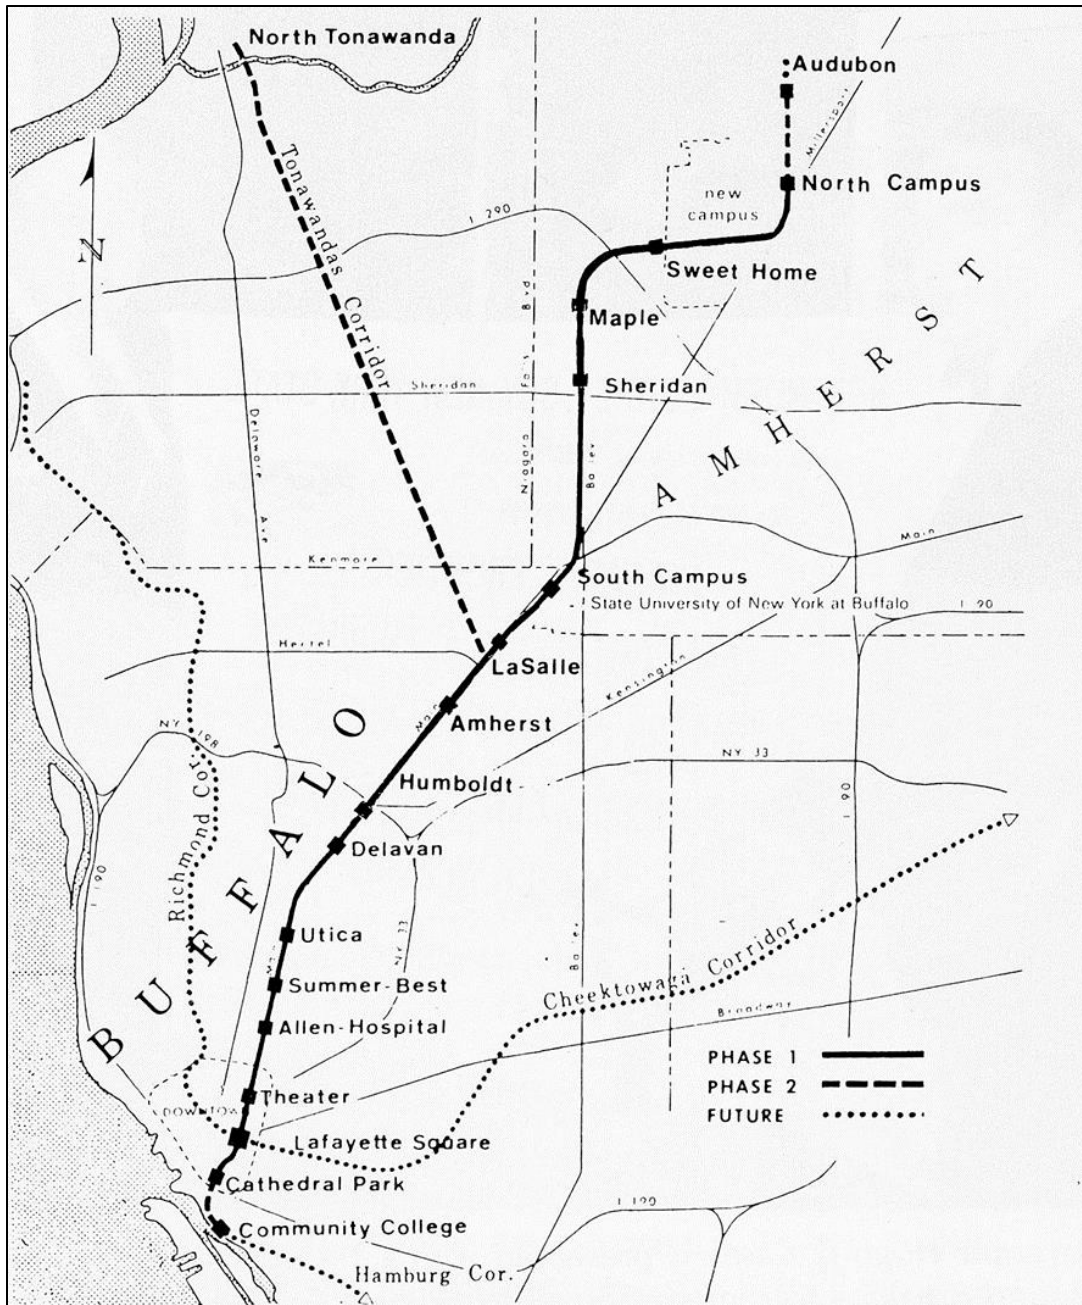 North Tonawanda
Audubon
Millersport
North Campus
new
campus
Tonawandas Corridor
I 290
N
Sweet Home
Maple
Niagara Falls Blvd
Sheridan
Sheridan
Delaware Ave
Bailey
AMHERST
Main
Kenmore
South Campus
State University of New York at Buffalo
I 90
Hertel
LaSalle
Kensington
Main
Amherst
NY 198
NY 33
Humboldt
Richmond Cor.
Delavan
I 90
I 190
BUFFALO
NY 33
Utica
Main
Bailey
Summer-Best
Cheektowaga Corridor
Broadway
Allen-Hospital
PHASE 1
PHASE 2
FUTURE
Theater
DOWNTOWN
Lafayette Square
Cathedral Park
Community College
I 190
Hamburg Cor.